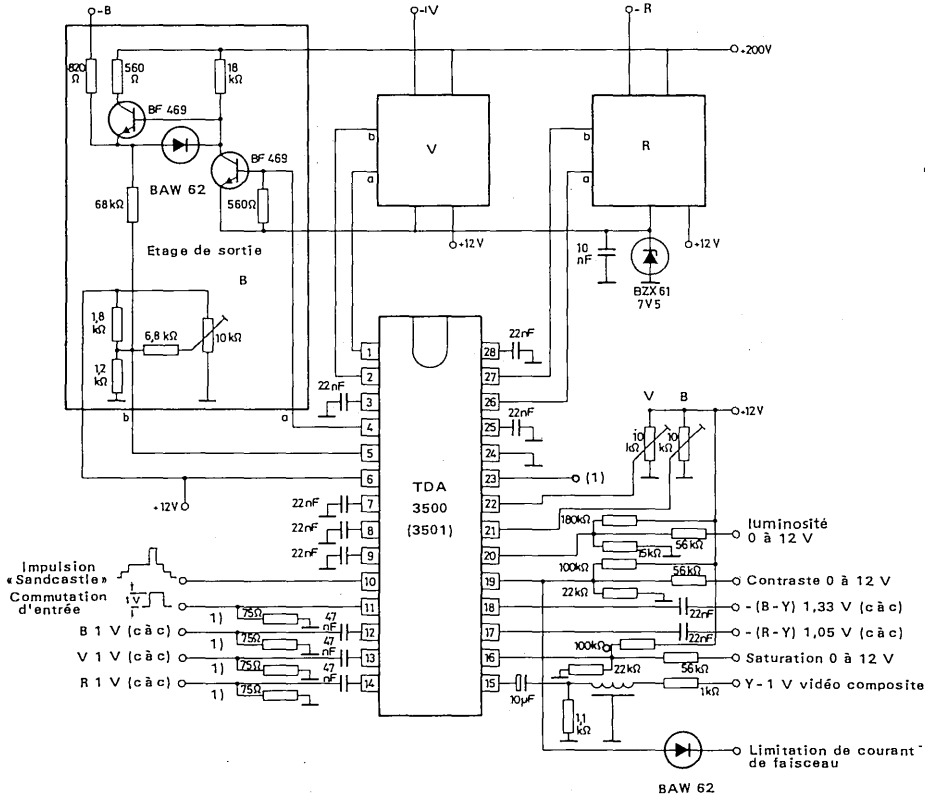 -B
-1V
-R
+200V
820
Ω
560
Ω
18
kΩ
BF 469
BF 469
BAW 62
560Ω
68kΩ
Etage de sortie
B
1,8
kΩ
6,8kΩ
10kΩ
1,2
kΩ
b
a
b
a
V
+12V
b
a
R
+12V
10
nF
BZX61
7V5
+12V
TDA
3500
(3501)
1
2
22nF
3
4
5
6
22nF
7
22nF
8
22nF
9
10
11
12
13
14
28
22nF
27
26
22nF
25
24
23
(1)
22
21
20
19
18
17
16
15
V
B
+12V
10
kΩ
10
kΩ
180kΩ
56kΩ
15kΩ
luminosité
0 à 12 V
100kΩ
56kΩ
22kΩ
Contraste 0 à 12 V
22nF
-(B-Y) 1,33 V (càc)
22nF
-(R-Y) 1,05 V (càc)
100kΩ
56kΩ
22kΩ
Saturation 0 à 12 V
10µF
1kΩ
Y-1 V vidéo composite
1,1
kΩ
BAW 62
Limitation de courant
de faisceau
Impulsion
«Sandcastle»
Commutation
d'entrée
1V
1)
75Ω
47
nF
B 1 V (càc)
1)
75Ω
47
nF
V 1 V (càc)
1)
75Ω
47
nF
R 1 V (càc)
1)
75Ω